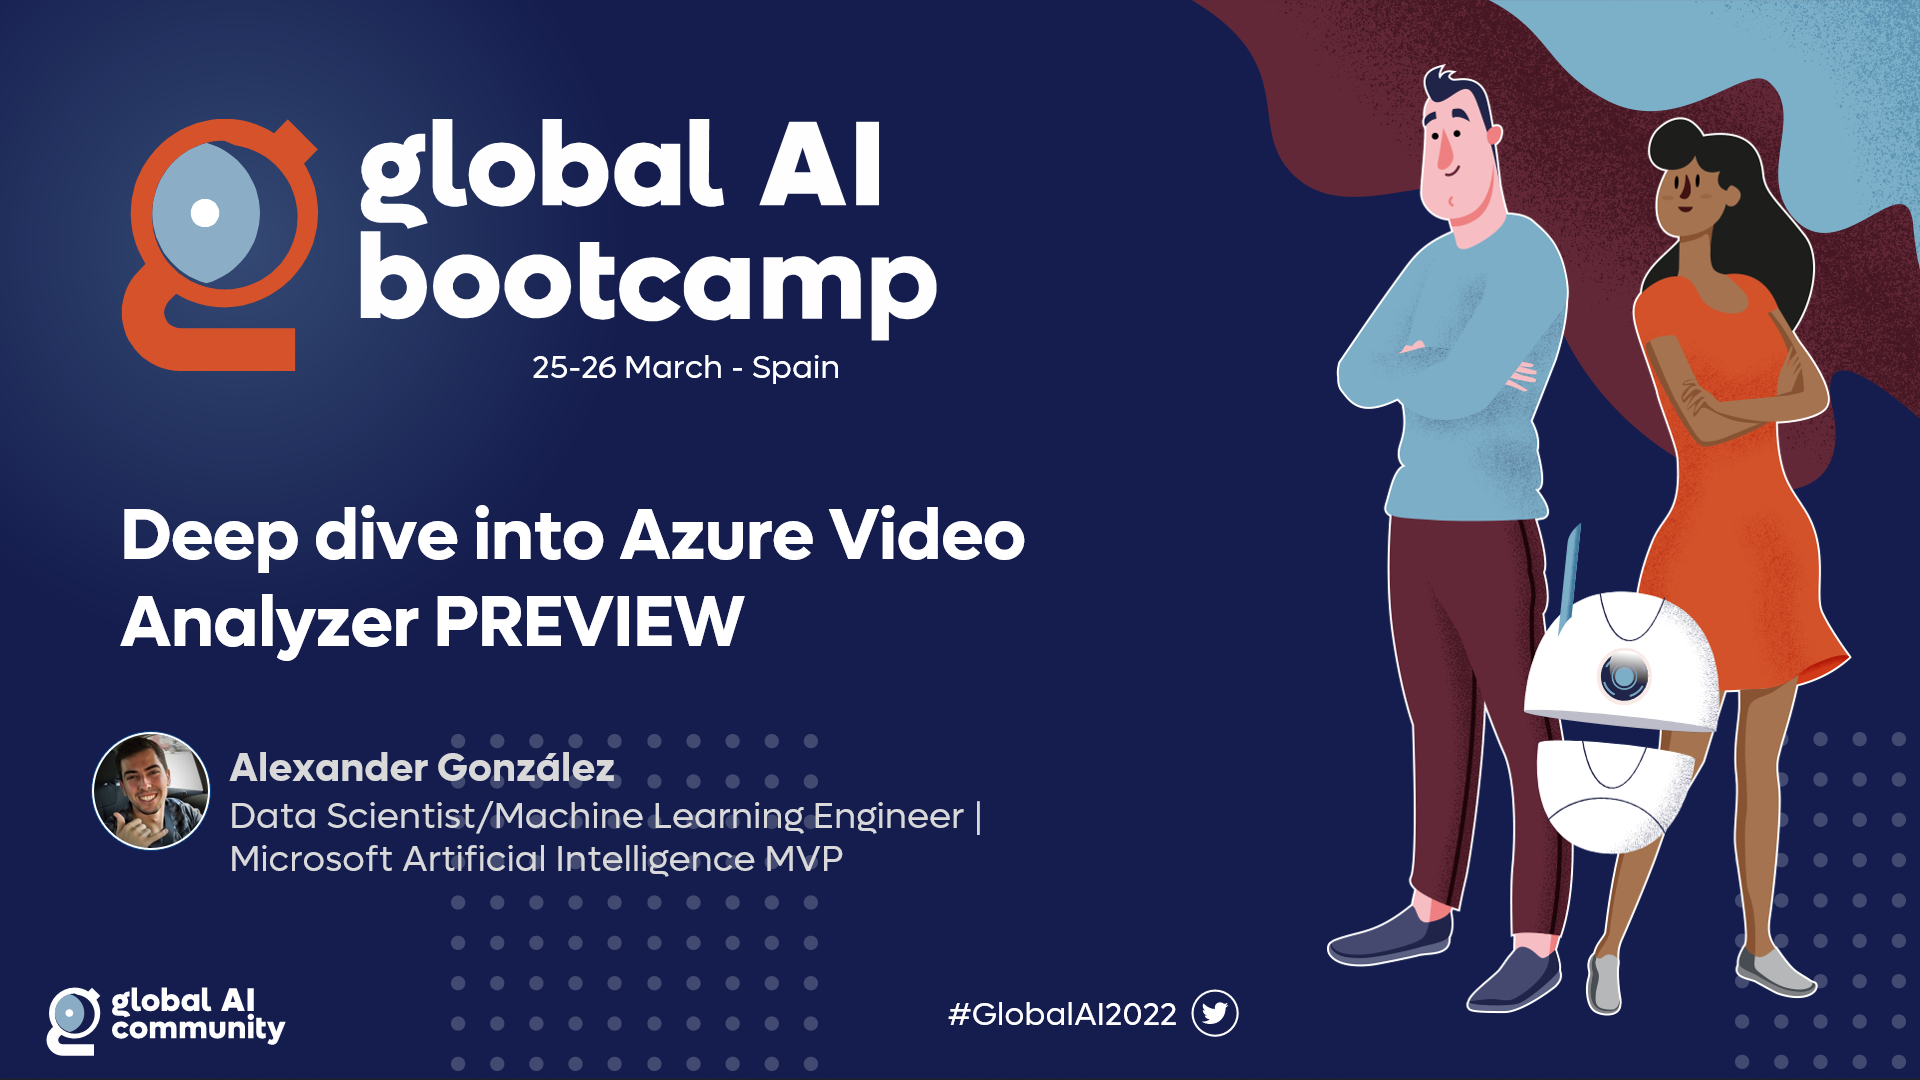 global AI
bootcamp
25-26 March - Spain
Deep dive into Azure Video
Analyzer PREVIEW
Alexander González
Data Scientist/Machine Learning Engineer |
Microsoft Artificial Intelligence MVP
global AI
community
#GlobalAI2022